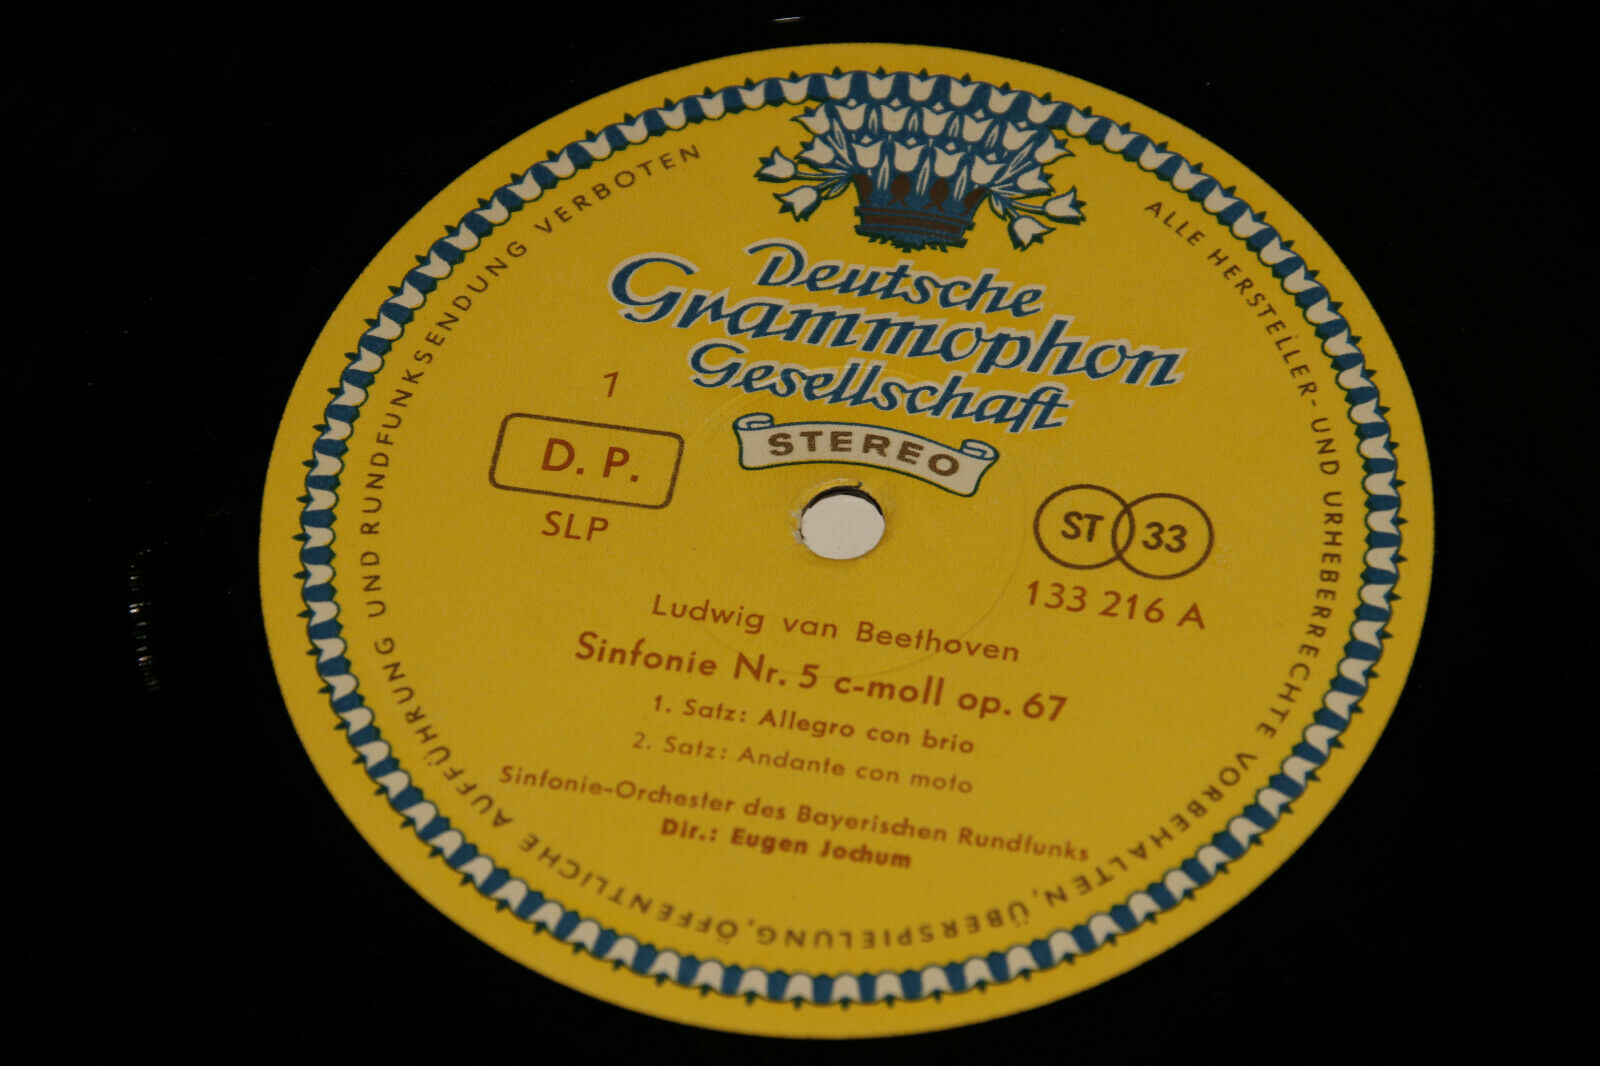 Deutsche
Grammophon
Gesellschaft
STEREO
1
D. P.
SLP
ST 33
133 216 A
Ludwig van Beethoven
Sinfonie Nr. 5 c-moll op. 67
1. Satz: Allegro con brio
2. Satz: Andante con moto
Sinfonie-Orchester des Bayerischen Rundfunks
Dir.: Eugen Jochum
ALLE HERSTELLER- UND URHEBERRECHTE VORBEHALTEN, ÜBERSPIELUNG, ÖFFENTLICHE AUFFÜHRUNG UND RUNDFUNKSENDUNG VERBOTEN